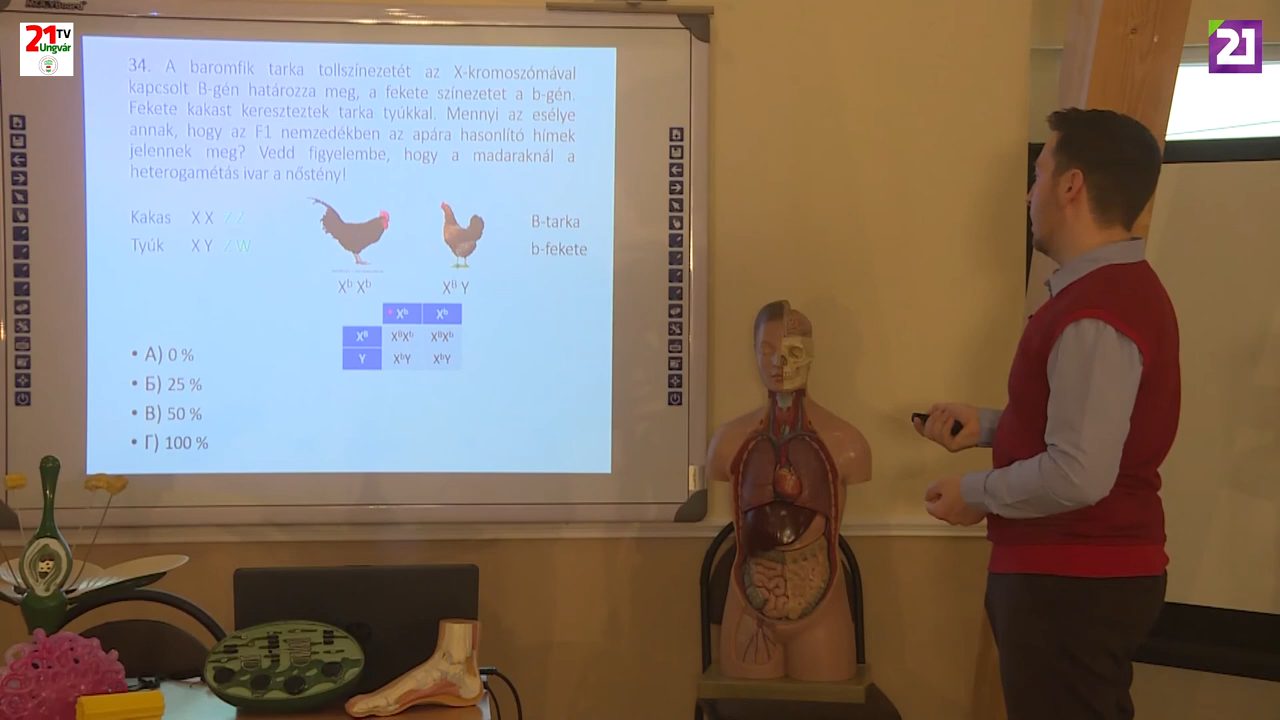 21 TV
Ungvár
21
34. A baromfik tarka tollszínezetét az X-kromoszómával
kapcsolt B-gén határozza meg, a fekete színezetet a b-gén.
Fekete kakast kereszteztek tarka tyúkkal. Mennyi az esélye
annak, hogy az F1 nemzedékben az apára hasonlító hímek
jelennek meg? Vedd figyelembe, hogy a madaraknál a
heterogamétás ivar a nőstény!
Kakas X X Z Z
Tyúk X Y Z W
B-tarka
b-fekete
Xᵇ Xᵇ Xᴮ Y
Xᵇ Xᵇ
Xᴮ XᴮXᵇ XᴮXᵇ
Y XᵇY XᵇY
• А) 0 %
• Б) 25 %
• В) 50 %
• Г) 100 %